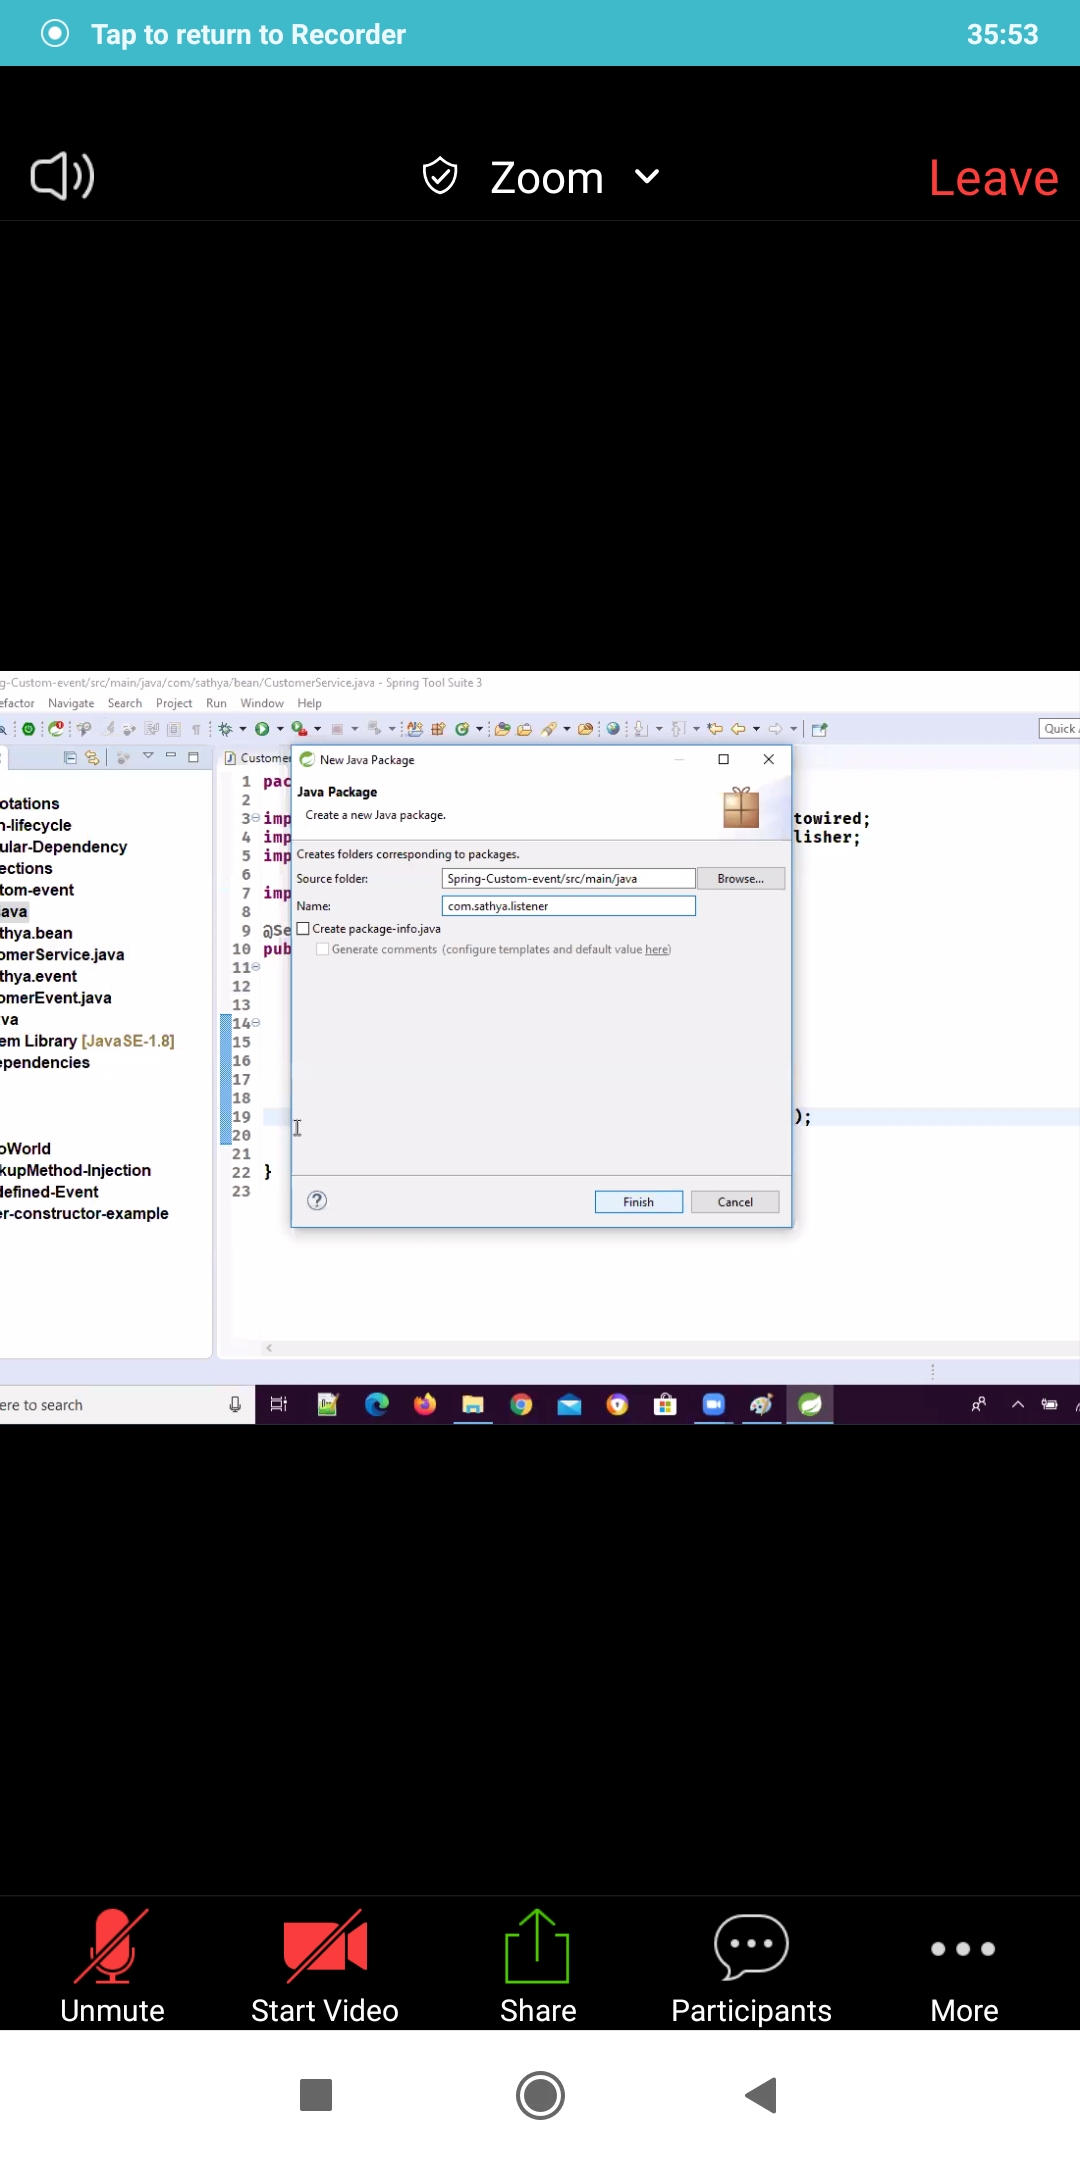 Tap to return to Recorder
35:53
Zoom
Leave
g-Custom-event/src/main/java/com/sathya/bean/CustomerService.java - Spring Tool Suite 3
efactor Navigate Search Project Run Window Help
Quick
Customer
New Java Package
Java Package
Create a new Java package.
Creates folders corresponding to packages.
Source folder: Spring-Custom-event/src/main/java Browse...
Name: com.sathya.listener
Create package-info.java
Generate comments (configure templates and default value here)
Finish Cancel
otations
n-lifecycle
ular-Dependency
ections
tom-event
ava
thya.bean
omerService.java
thya.event
omerEvent.java
va
em Library [JavaSE-1.8]
ependencies
oWorld
kupMethod-Injection
defined-Event
er-constructor-example
1 pac
2
3 imp towired;
4 imp lisher;
5 imp
6
7 imp
8
9 @Se
10 pub
11
12
13
14
15
16
17
18
19 );
20
21
22 }
23
ere to search
Unmute
Start Video
Share
Participants
More